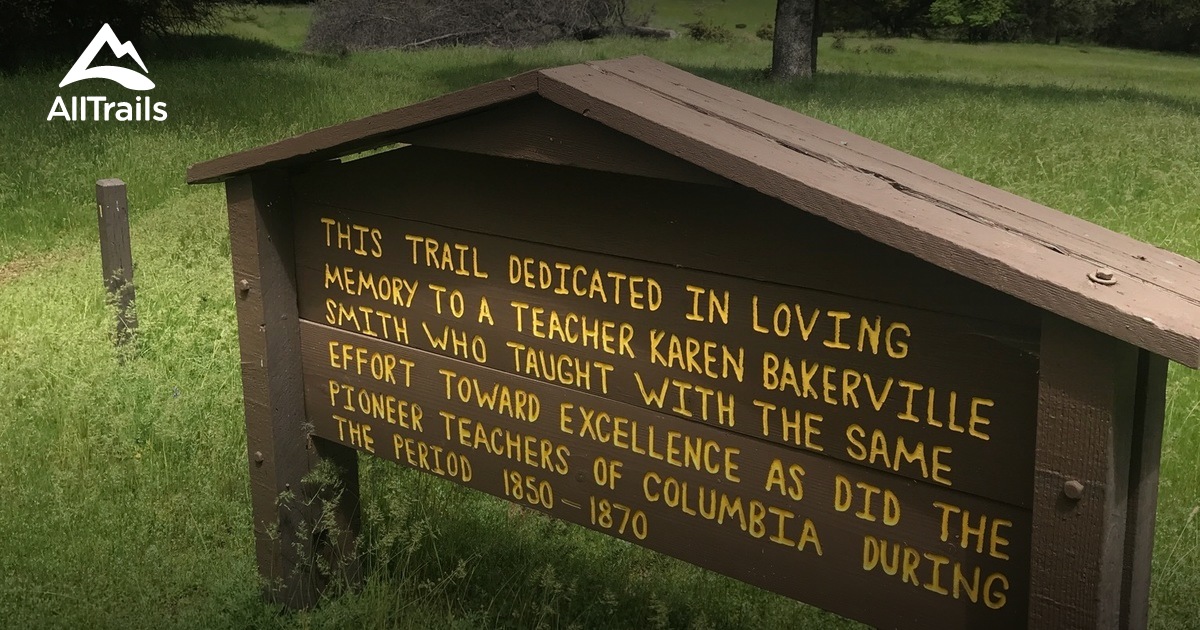 AllTrails
THIS TRAIL DEDICATED IN LOVING
MEMORY TO A TEACHER KAREN BAKERVILLE
SMITH WHO TAUGHT WITH THE SAME
EFFORT TOWARD EXCELLENCE AS DID THE
PIONEER TEACHERS OF COLUMBIA DURING
THE PERIOD 1850-1870